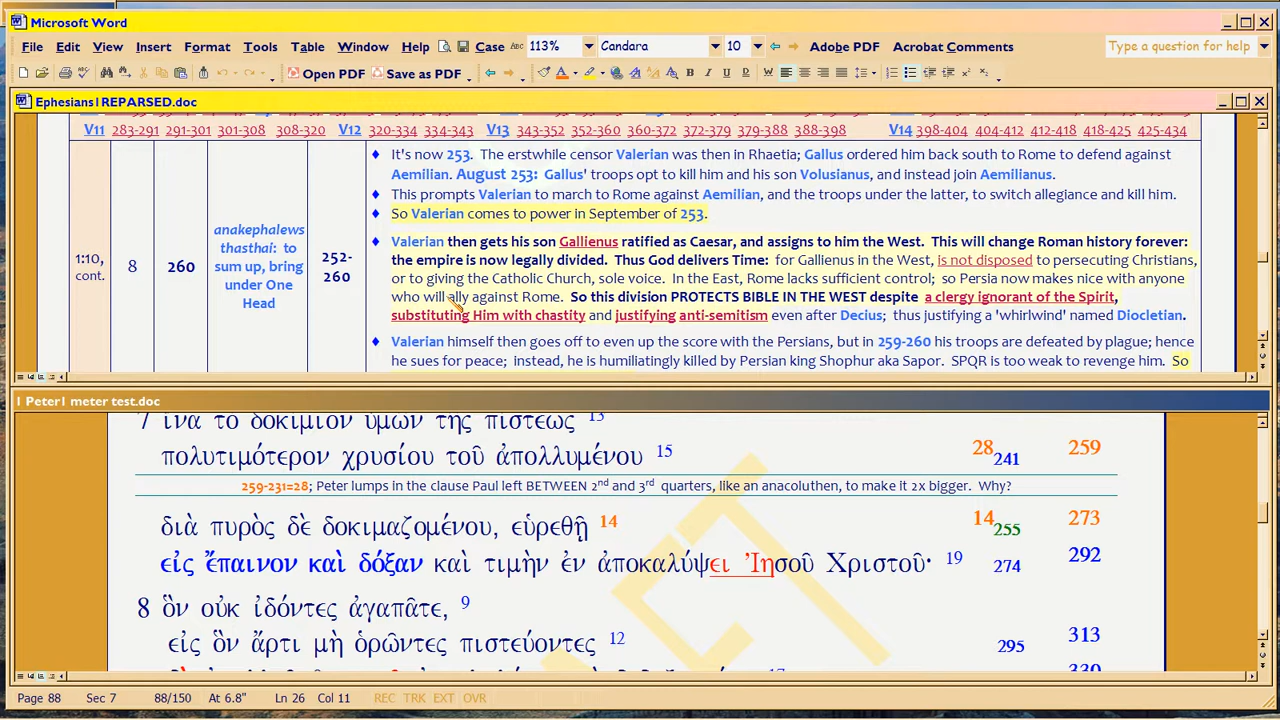 Microsoft Word
File Edit View Insert Format Tools Table Window Help Case ABC 113% Candara 10 Adobe PDF Acrobat Comments Type a question for help
Open PDF Save as PDF B I U W
Ephesians1REPARSED.doc
V11 283-291 291-301 301-308 308-320 V12 320-334 334-343 V13 343-352 352-360 360-372 372-379 379-388 388-398 V14 398-404 404-412 412-418 418-425 425-434
1:10, cont.
8
260
anakephalews
thasthai: to
sum up, bring
under One
Head
252-
260
♦ It's now 253. The erstwhile censor Valerian was then in Rhaetia; Gallus ordered him back south to Rome to defend against
Aemilian. August 253: Gallus' troops opt to kill him and his son Volusianus, and instead join Aemilianus.
♦ This prompts Valerian to march to Rome against Aemilian, and the troops under the latter, to switch allegiance and kill him.
♦ So Valerian comes to power in September of 253.
♦ Valerian then gets his son Gallienus ratified as Caesar, and assigns to him the West. This will change Roman history forever:
the empire is now legally divided. Thus God delivers Time: for Gallienus in the West, is not disposed to persecuting Christians,
or to giving the Catholic Church, sole voice. In the East, Rome lacks sufficient control; so Persia now makes nice with anyone
who will ally against Rome. So this division PROTECTS BIBLE IN THE WEST despite a clergy ignorant of the Spirit,
substituting Him with chastity and justifying anti-semitism even after Decius; thus justifying a 'whirlwind' named Diocletian.
♦ Valerian himself then goes off to even up the score with the Persians, but in 259-260 his troops are defeated by plague; hence
he sues for peace; instead, he is humiliatingly killed by Persian king Shophur aka Sapor. SPQR is too weak to revenge him. So
1 Peter1 meter test.doc
7 ἵνα τὸ δοκίμιον ὑμῶν τῆς πίστεως 13
πολυτιμότερον χρυσίου τοῦ ἀπολλυμένου 15 28 241 259
259-231=28; Peter lumps in the clause Paul left BETWEEN 2nd and 3rd quarters, like an anacoluthen, to make it 2x bigger. Why?
διὰ πυρὸς δὲ δοκιμαζομένου, εὑρεθῇ 14 14 255 273
εἰς ἔπαινον καὶ δόξαν καὶ τιμὴν ἐν ἀποκαλύψει Ἰησοῦ Χριστοῦ· 19 274 292
8 ὃν οὐκ ἰδόντες ἀγαπᾶτε, 9
εἰς ὃν ἄρτι μὴ ὁρῶντες πιστεύοντες 12 295 313
330
Page 88 Sec 7 88/150 At 6.8" Ln 26 Col 11 REC TRK EXT OVR